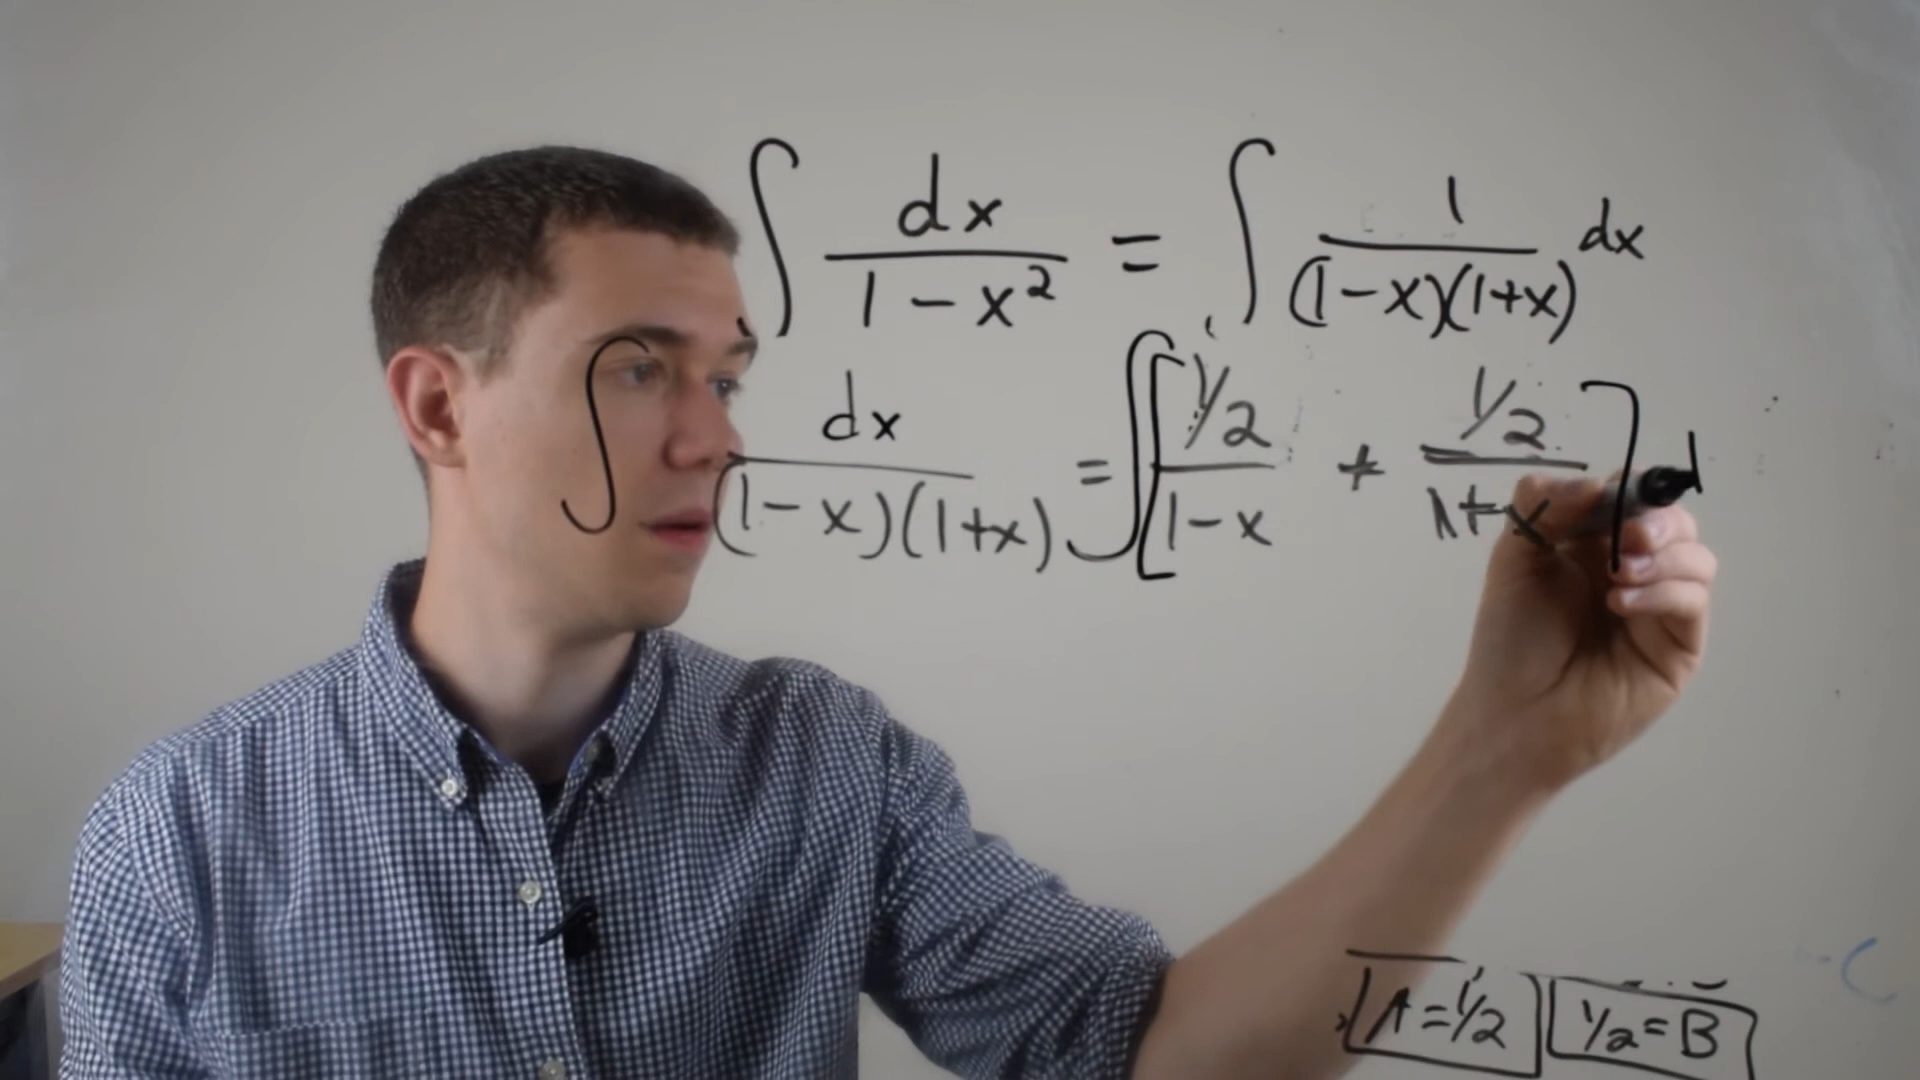 ∫ dx / 1 - x² = ∫ 1 / (1-x)(1+x) dx
∫ dx / (1-x)(1+x) = ∫ [ 1/2 / 1-x + 1/2 / 1+x ] d
A = 1/2 1/2 = B